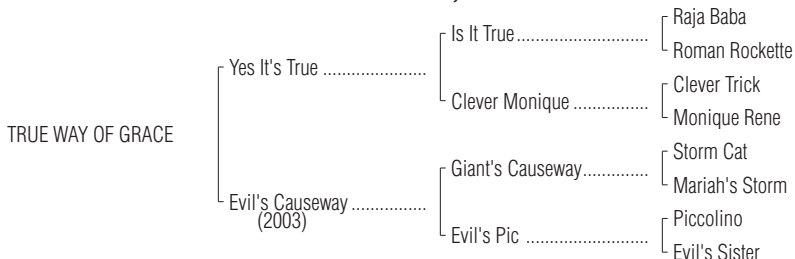 Raja Baba
Is It True
Roman Rockette
Yes It's True
Clever Trick
Clever Monique
Monique Rene
TRUE WAY OF GRACE
Storm Cat
Giant's Causeway
Mariah's Storm
Evil's Causeway
(2003)
Piccolino
Evil's Pic
Evil's Sister